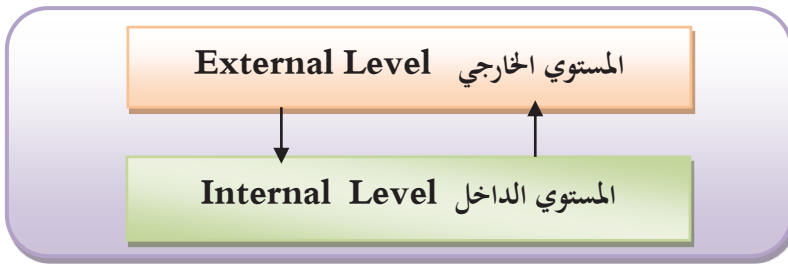 المستوي الخارجي External Level
المستوي الداخل Internal Level